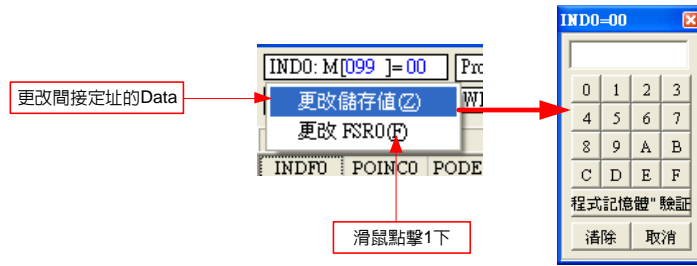 INDO=00
INDO: M[099 ]= 00
Pro
更改間接定址的Data
更改儲存值(Z)
WI
更改 FSR0(F)
INDF0 POINC0 PODE
滑鼠點擊1下
0 1 2 3
4 5 6 7
8 9 A B
C D E F
程式記憶體" 驗証
清除 取消